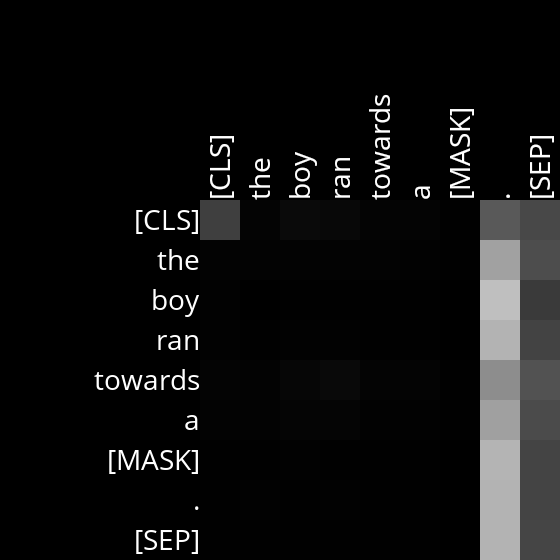 [CLS] the boy ran towards a [MASK] . [SEP]
[CLS]
the
boy
ran
towards
a
[MASK]
.
[SEP]